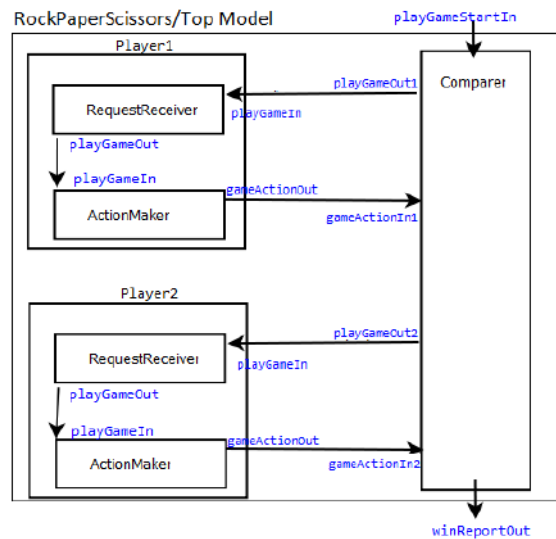 RockPaperScissors/Top Model
playGameStartIn
Player1
Comparer
playGameOut1
RequestReceiver
playGameIn
playGameOut
playGameIn
gameActionOut
ActionMaker
gameActionIn1
Player2
playGameOut2
RequestReceiver
playGameIn
playGameOut
playGameIn
gameActionOut
ActionMaker
gameActionIn2
winReportOut